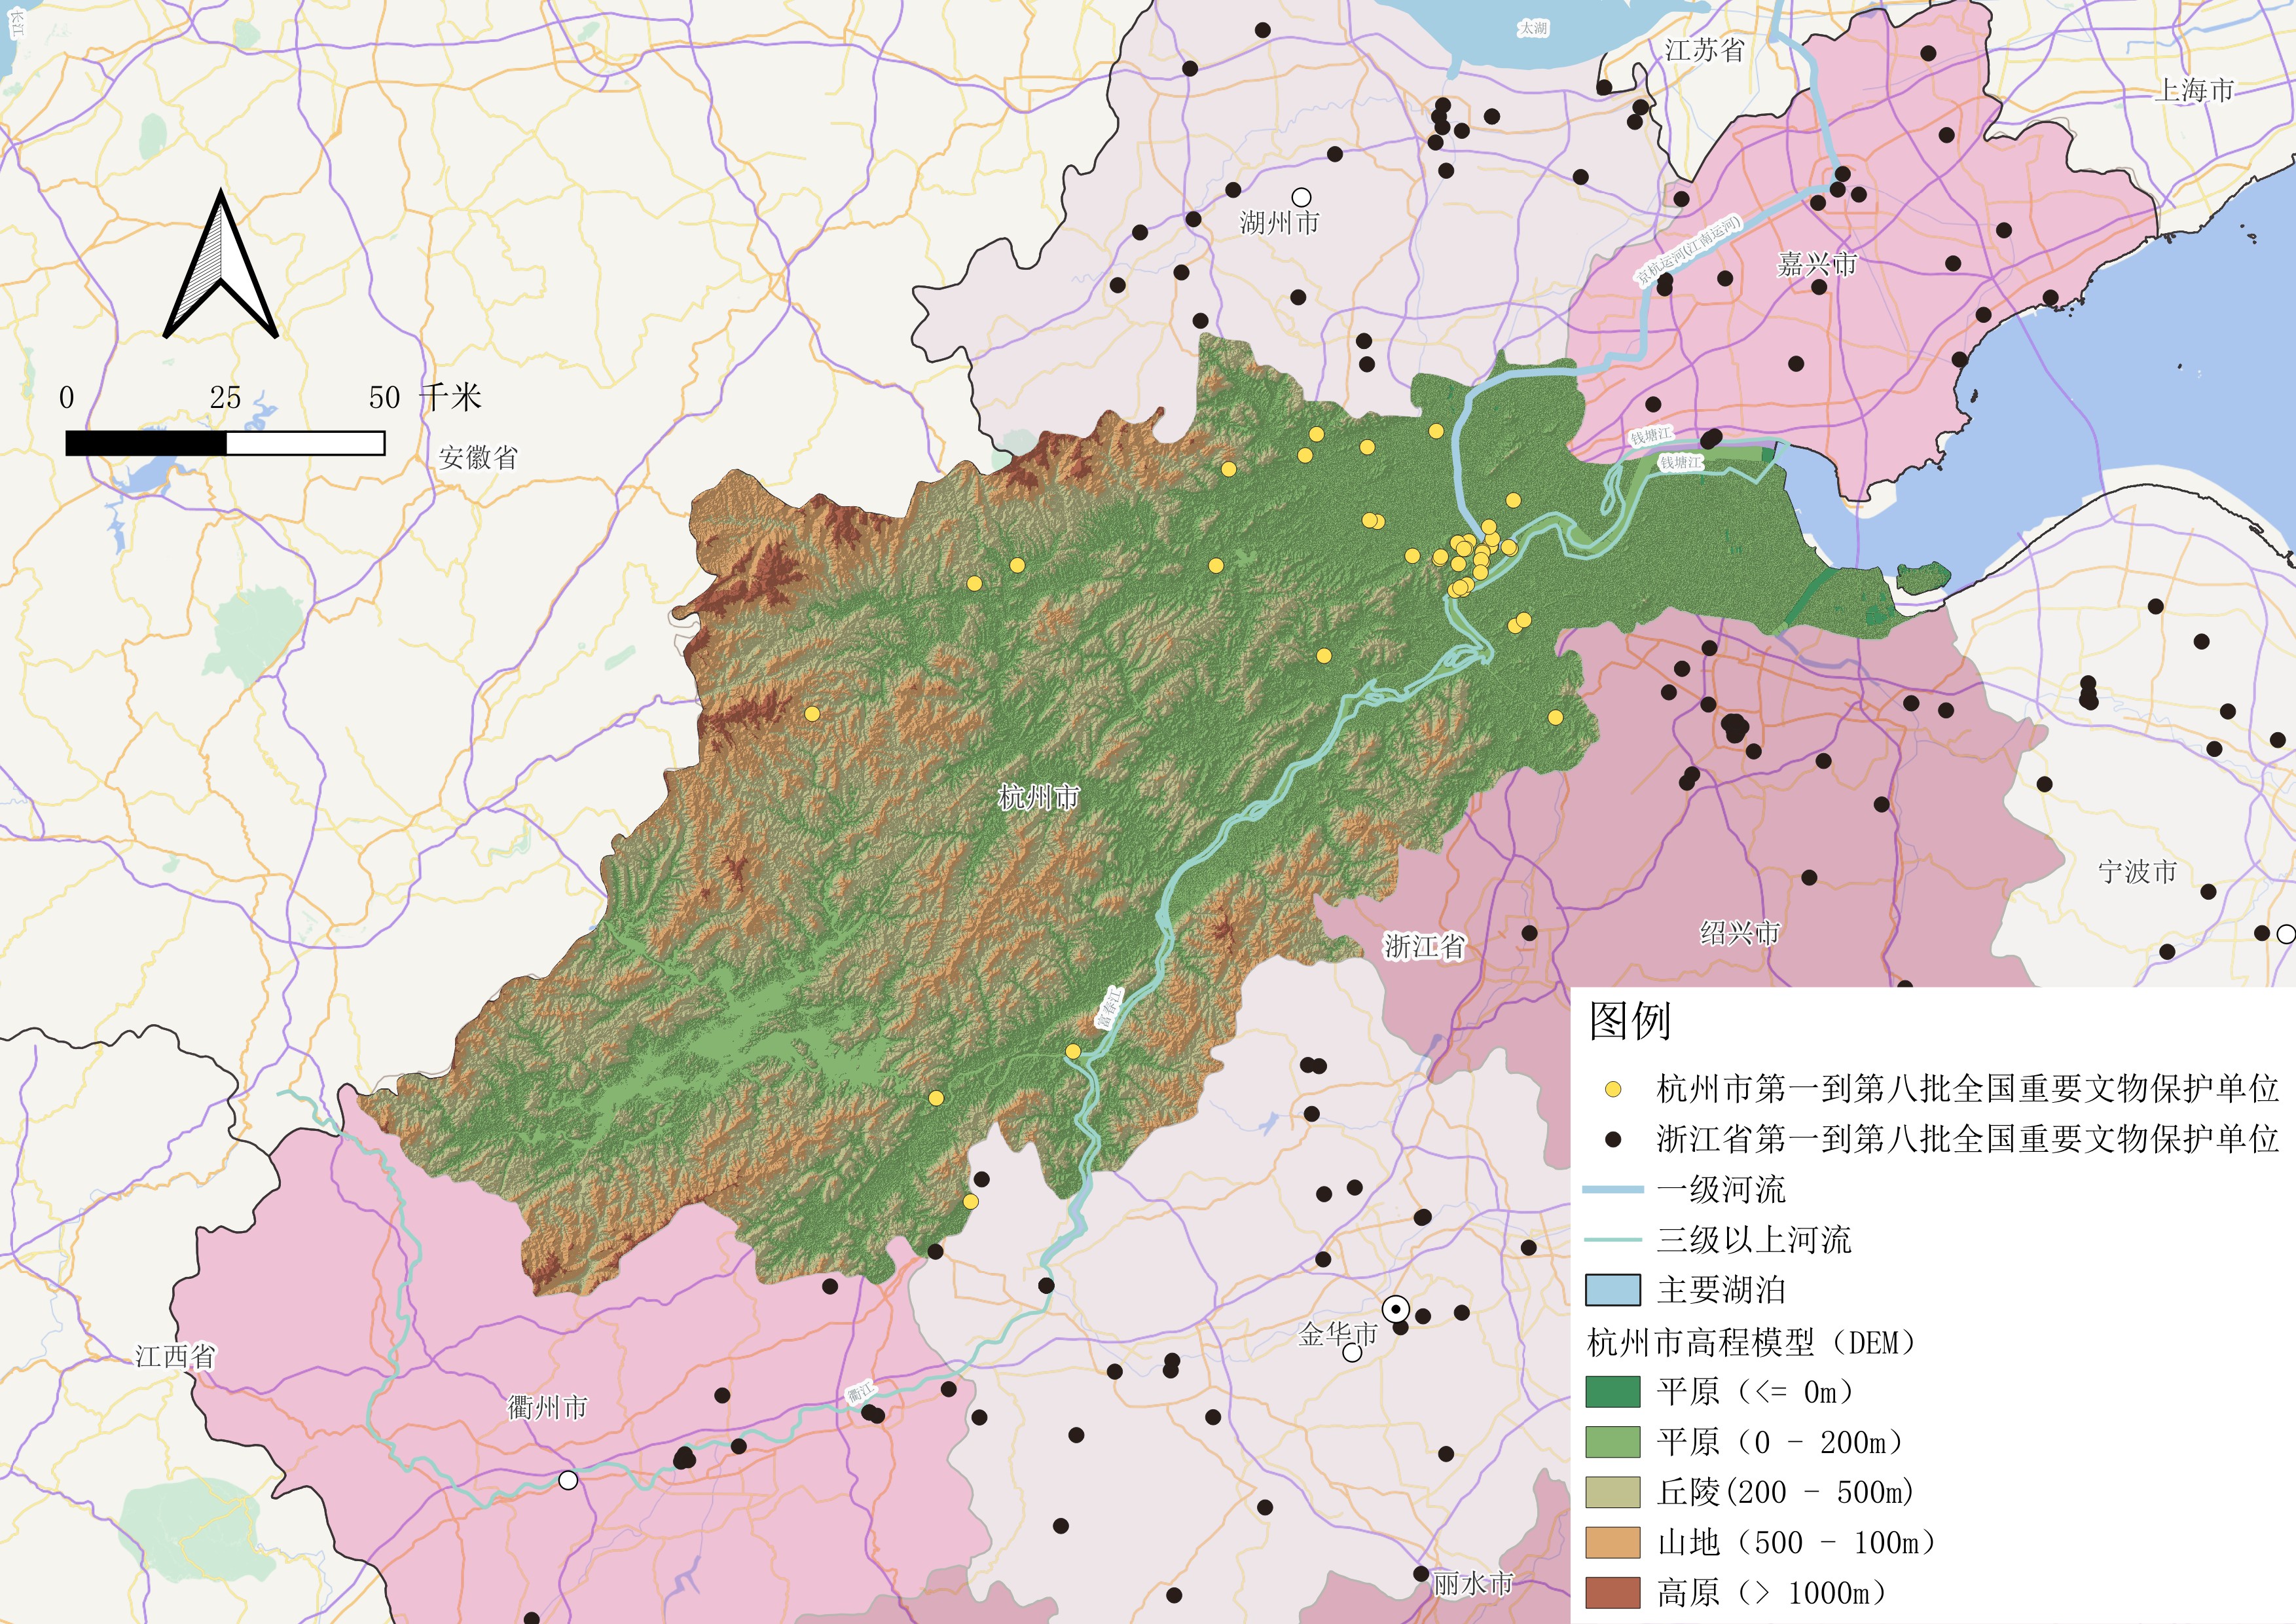 长江
太湖
江苏省
上海市
湖州市
京杭运河(江南运河)
嘉兴市
0 25 50 千米
安徽省
钱塘江
钱塘江
杭州市
宁波市
浙江省
绍兴市
富春江
江西省
衢州市
衢江
金华市
丽水市
图例
杭州市第一到第八批全国重要文物保护单位
浙江省第一到第八批全国重要文物保护单位
一级河流
三级以上河流
主要湖泊
杭州市高程模型（DEM）
平原（<= 0m）
平原（0 - 200m）
丘陵(200 - 500m)
山地（500 - 100m）
高原（> 1000m）